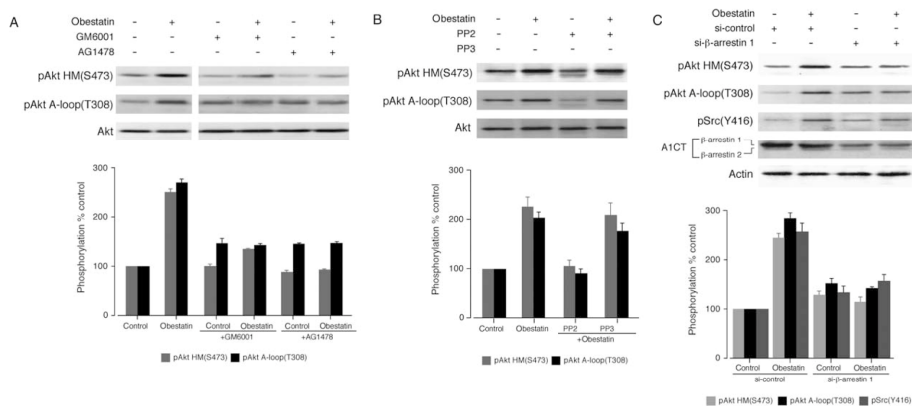 A
Obestatin − + − + − +
GM6001 − − + + − −
AG1478 − − − − + +
pAkt HM(S473)
pAkt A-loop(T308)
Akt
Phosphorylation % control
300
200
100
0
Control Obestatin Control Obestatin Control Obestatin
+GM6001 +AG1478
pAkt HM(S473) pAkt A-loop(T308)
B
Obestatin − + + +
PP2 − − + −
PP3 − − − +
pAkt HM(S473)
pAkt A-loop(T308)
Akt
Phosphorylation % control
300
200
100
0
Control Obestatin PP2 PP3
+Obestatin
pAkt HM(S473) pAkt A-loop(T308)
C
Obestatin − + − +
si-control + + − −
si-β-arrestin 1 − − + +
pAkt HM(S473)
pAkt A-loop(T308)
pSrc(Y416)
A1CT β-arrestin 1
β-arrestin 2
Actin
Phosphorylation % control
300
200
100
0
Control Obestatin Control Obestatin
si-control si-β-arrestin 1
pAkt HM(S473) pAkt A-loop(T308) pSrc(Y416)